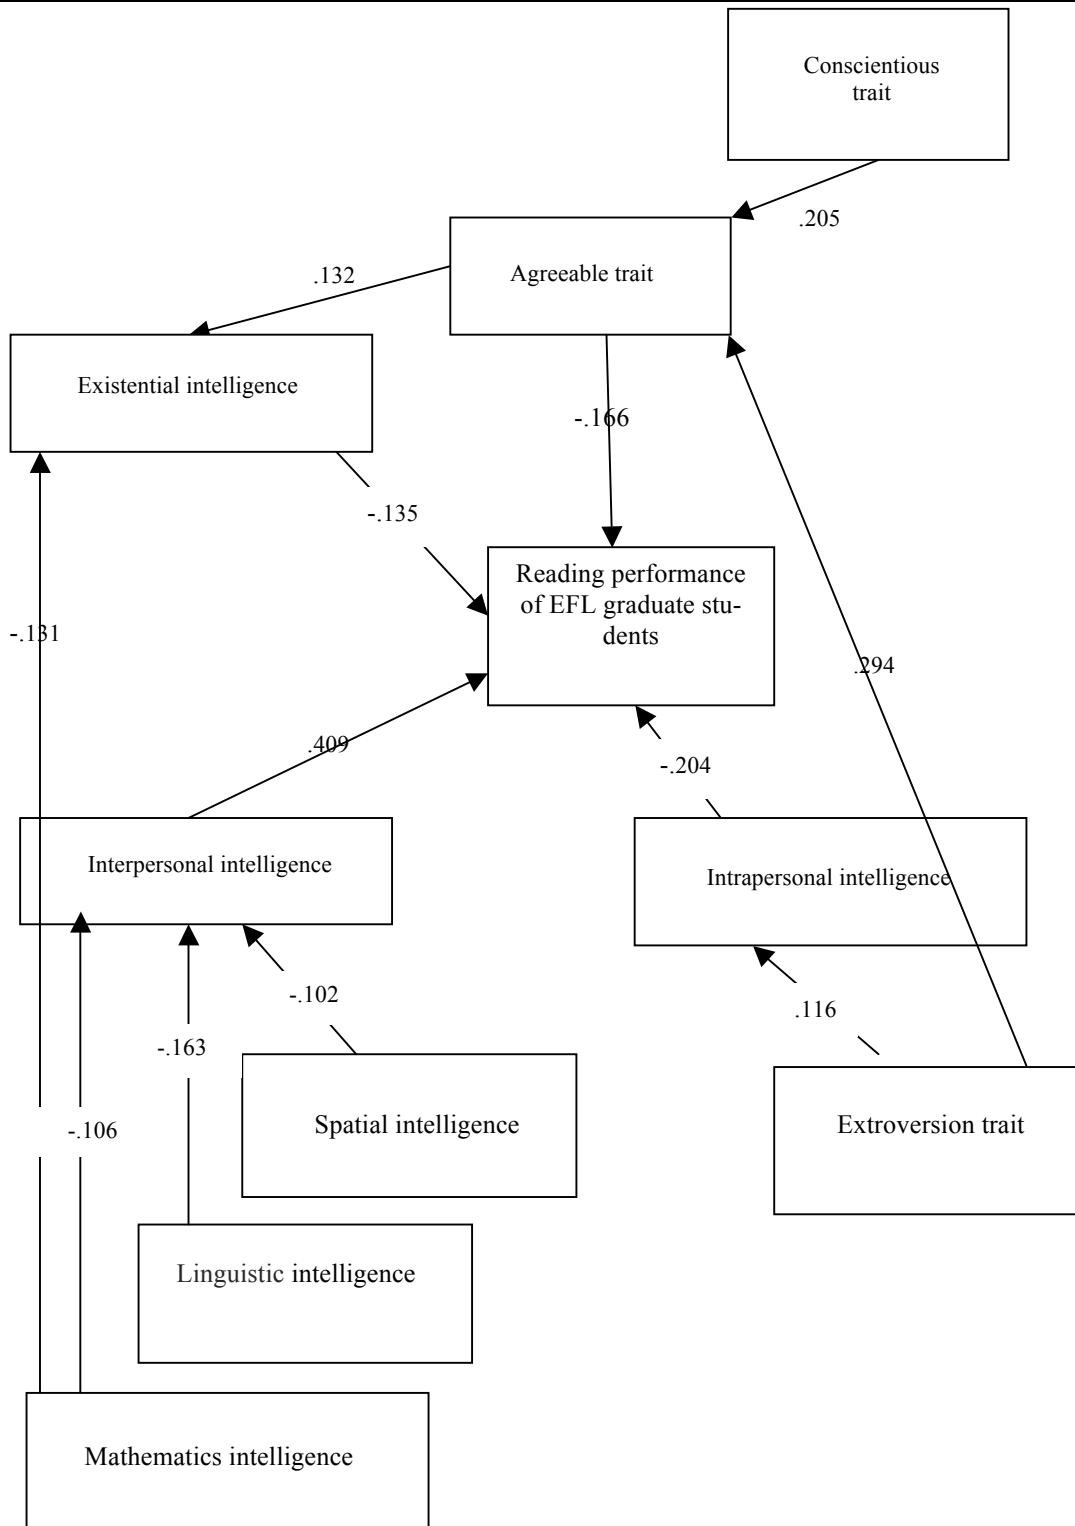 Conscientious
trait
.205
Agreeable trait
.132
Existential intelligence
-.166
-.135
Reading performance
of EFL graduate stu-
dents
-.131
.294
.409
-.204
Interpersonal intelligence
Intrapersonal intelligence
-.102
.116
-.163
-.106
Spatial intelligence
Extroversion trait
Linguistic intelligence
Mathematics intelligence